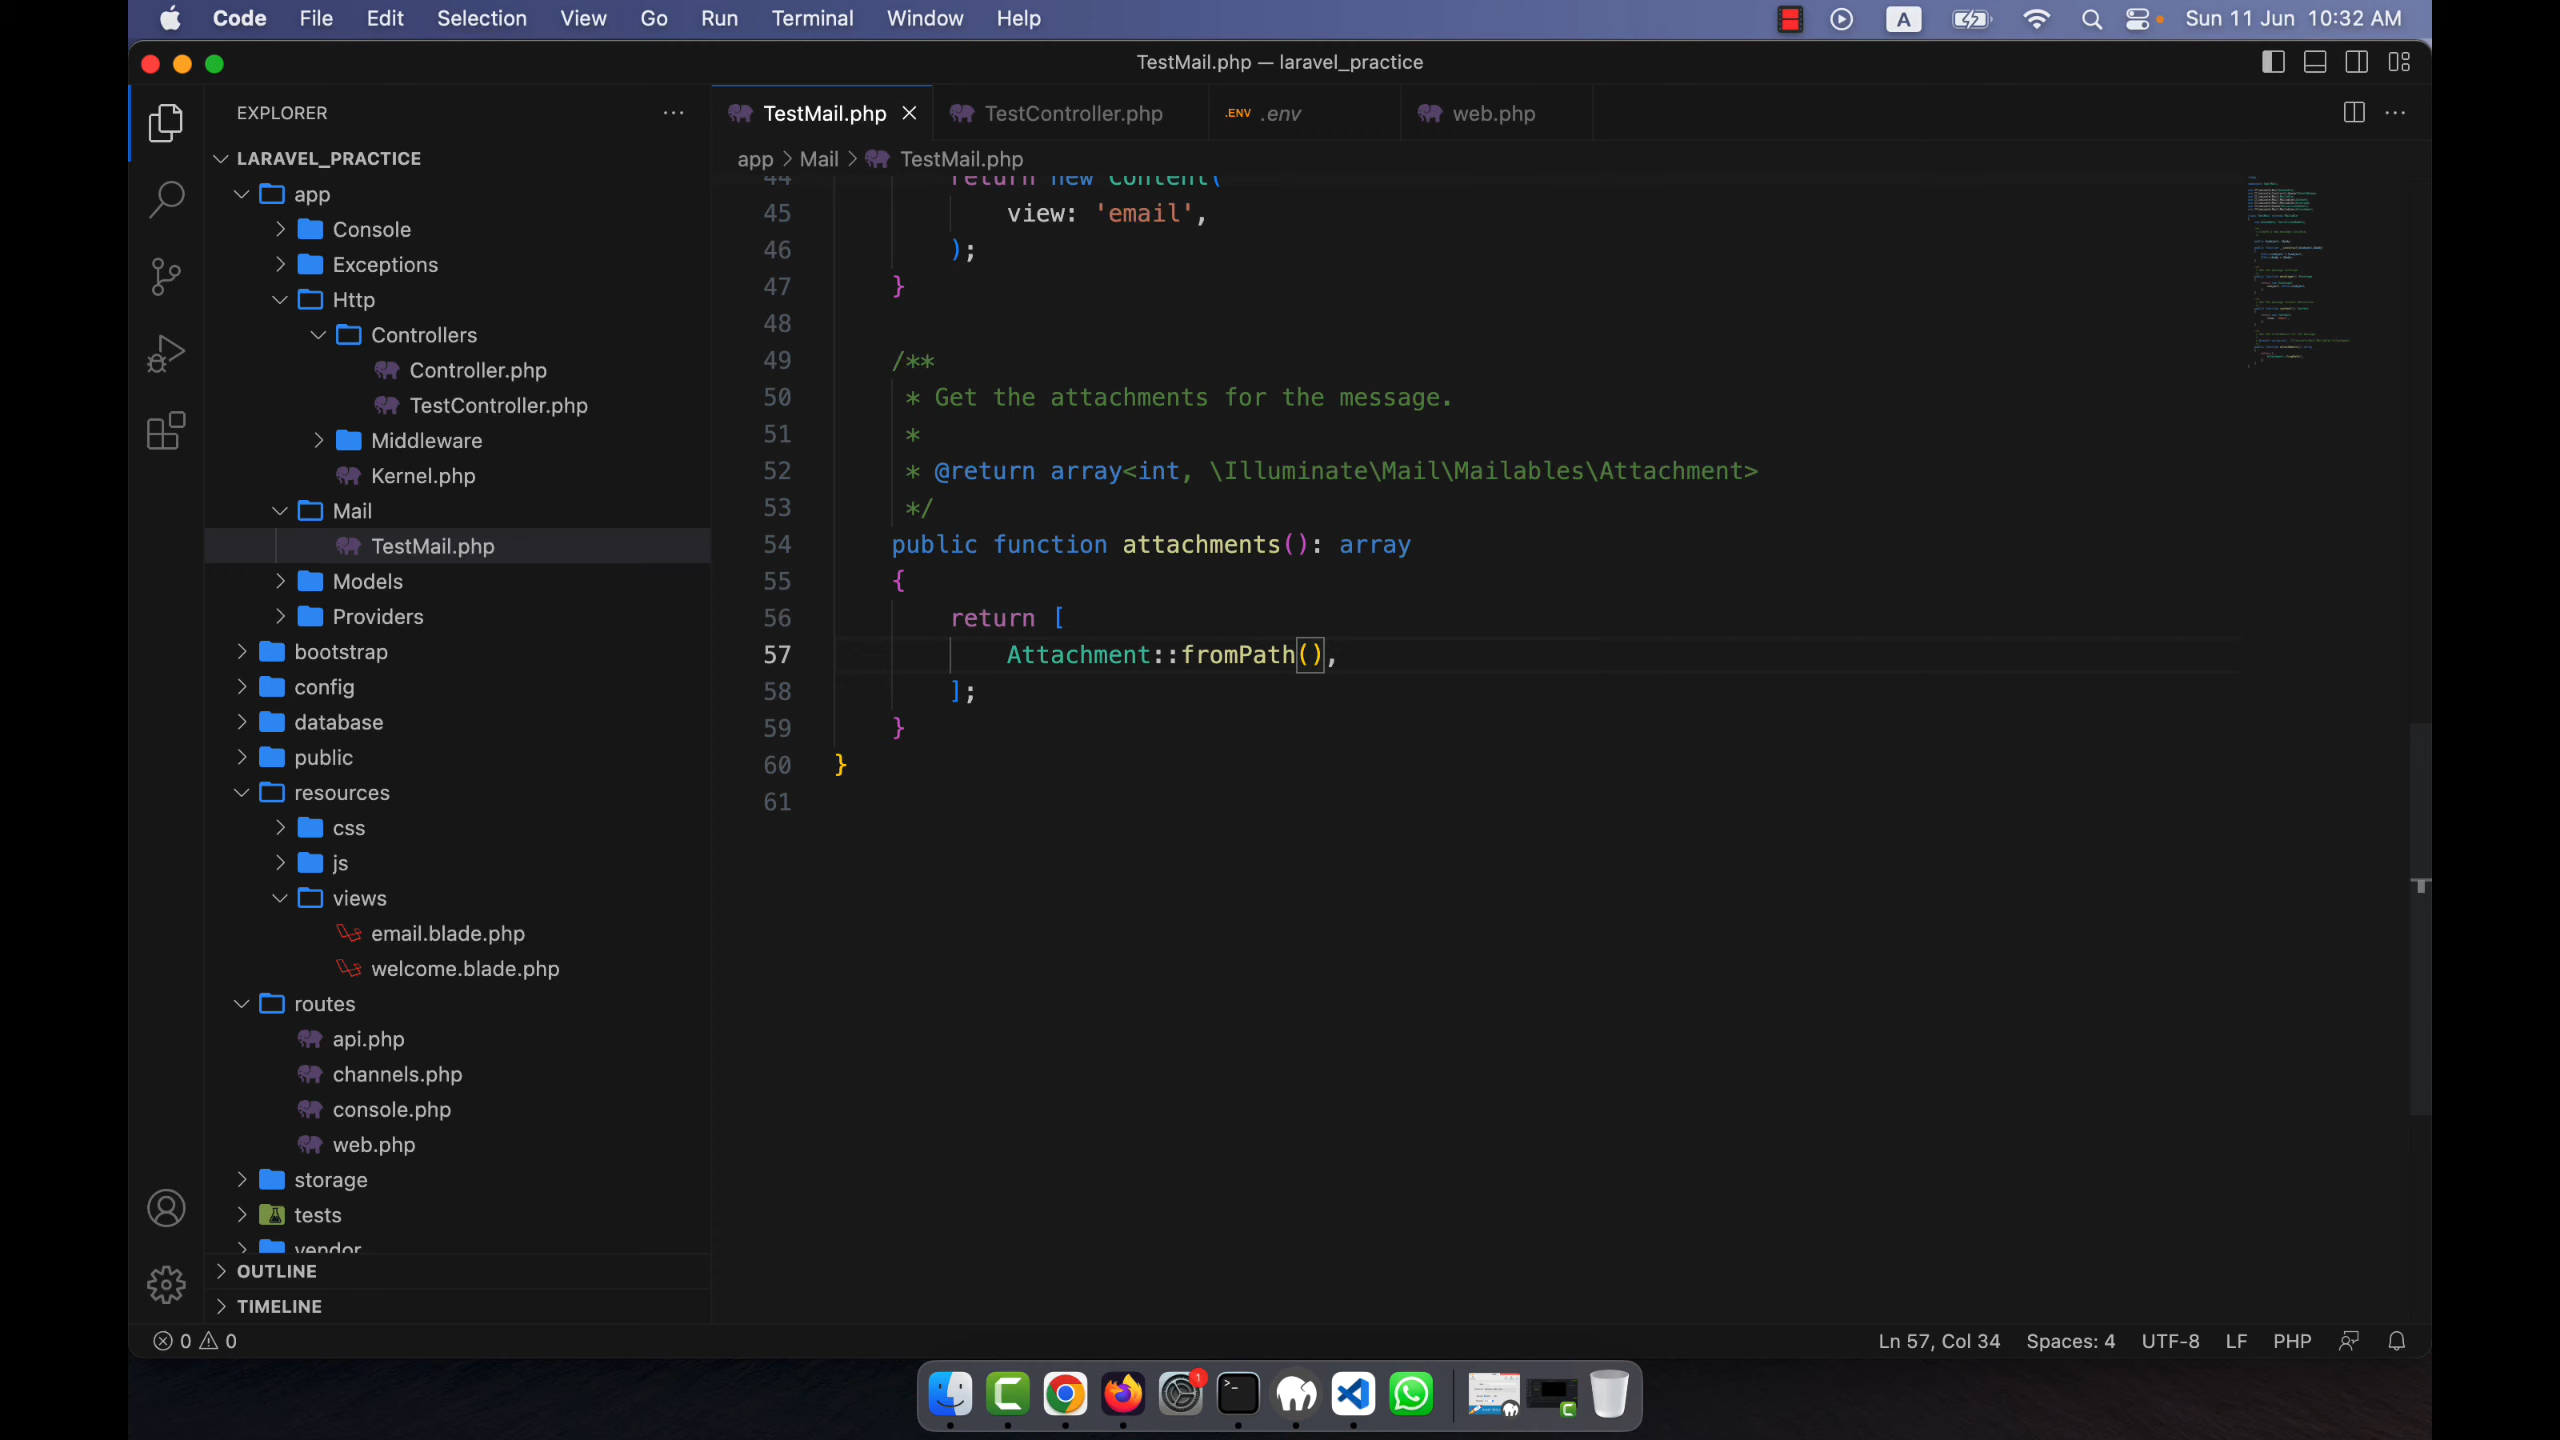 Code File Edit Selection View Go Run Terminal Window Help
A
Sun 11 Jun 10:32 AM
TestMail.php — laravel_practice
EXPLORER
LARAVEL_PRACTICE
app
Console
Exceptions
Http
Controllers
Controller.php
TestController.php
Middleware
Kernel.php
Mail
TestMail.php
Models
Providers
bootstrap
config
database
public
resources
css
js
views
email.blade.php
welcome.blade.php
routes
api.php
channels.php
console.php
web.php
storage
tests
vendor
OUTLINE
TIMELINE
TestMail.php TestController.php .ENV .env web.php
app > Mail > TestMail.php
44 return new Content(
45 view: 'email',
46 );
47 }
48
49 /**
50 * Get the attachments for the message.
51 *
52 * @return array<int, \Illuminate\Mail\Mailables\Attachment>
53 */
54 public function attachments(): array
55 {
56 return [
57 Attachment::fromPath(),
58 ];
59 }
60 }
61
0 0
Ln 57, Col 34 Spaces: 4 UTF-8 LF PHP
1